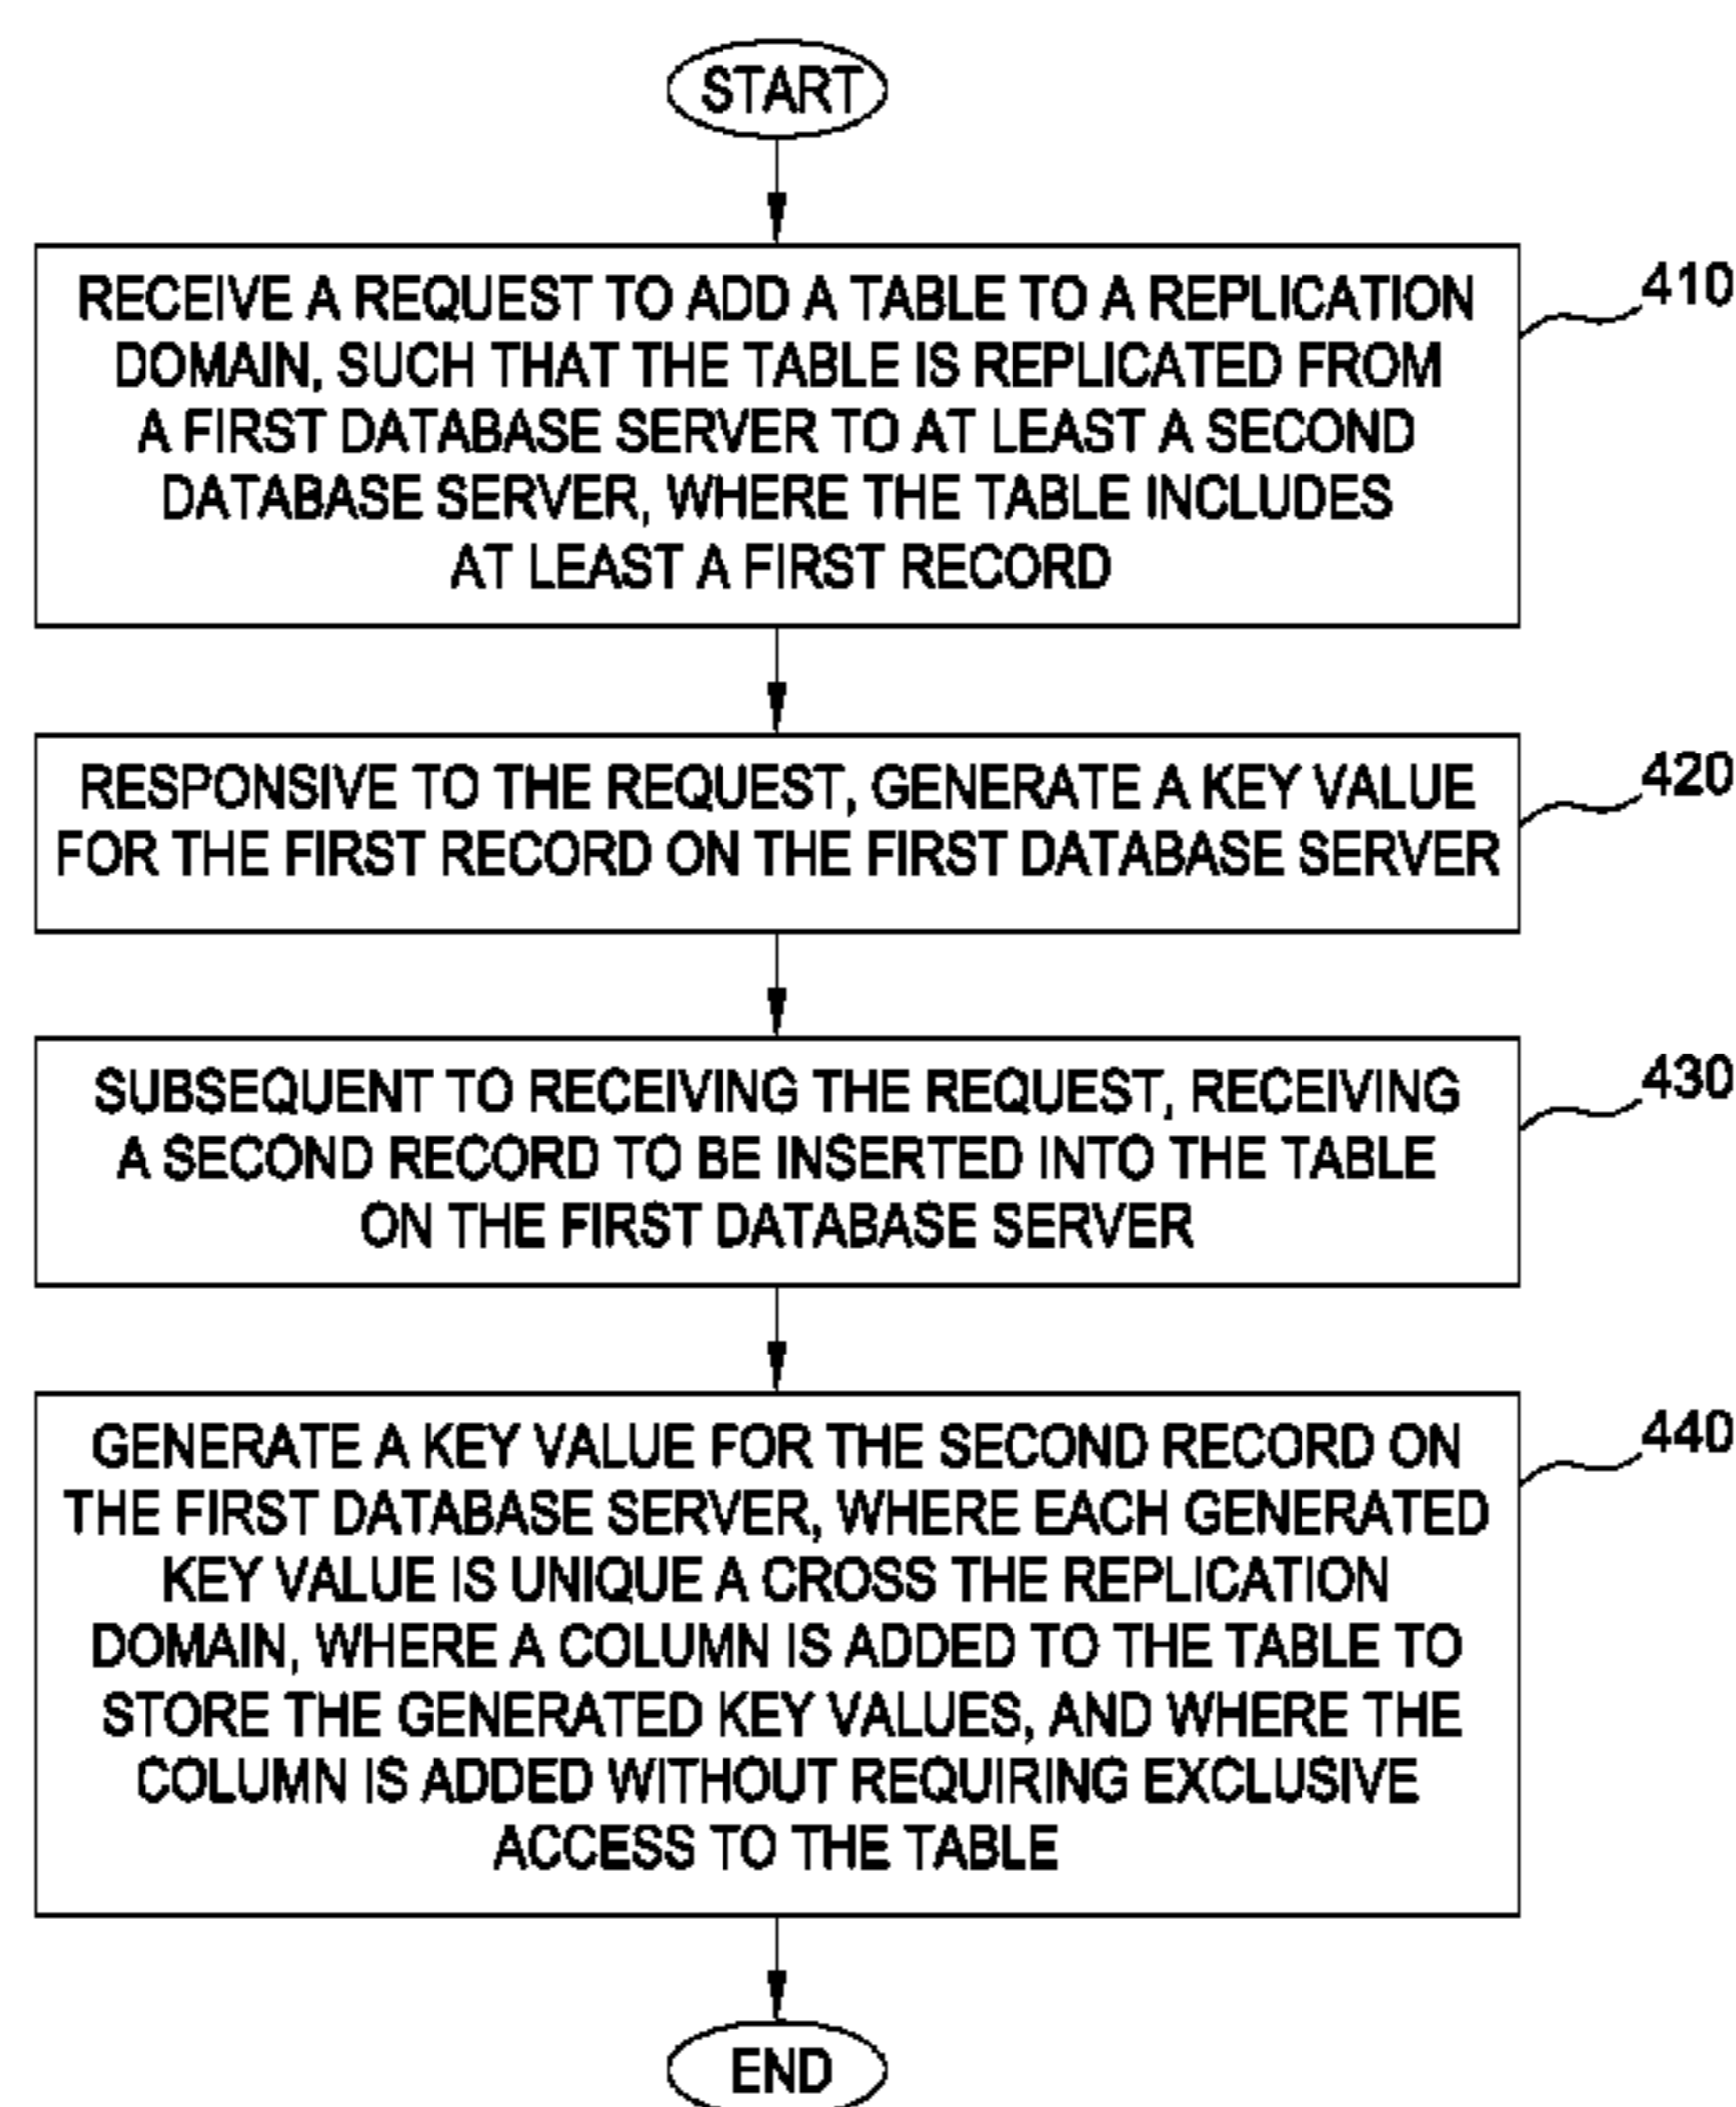 START
RECEIVE A REQUEST TO ADD A TABLE TO A REPLICATION
DOMAIN, SUCH THAT THE TABLE IS REPLICATED FROM
A FIRST DATABASE SERVER TO AT LEAST A SECOND
DATABASE SERVER, WHERE THE TABLE INCLUDES
AT LEAST A FIRST RECORD
410
RESPONSIVE TO THE REQUEST, GENERATE A KEY VALUE
FOR THE FIRST RECORD ON THE FIRST DATABASE SERVER
420
SUBSEQUENT TO RECEIVING THE REQUEST, RECEIVING
A SECOND RECORD TO BE INSERTED INTO THE TABLE
ON THE FIRST DATABASE SERVER
430
GENERATE A KEY VALUE FOR THE SECOND RECORD ON
THE FIRST DATABASE SERVER, WHERE EACH GENERATED
KEY VALUE IS UNIQUE A CROSS THE REPLICATION
DOMAIN, WHERE A COLUMN IS ADDED TO THE TABLE TO
STORE THE GENERATED KEY VALUES, AND WHERE THE
COLUMN IS ADDED WITHOUT REQUIRING EXCLUSIVE
ACCESS TO THE TABLE
440
END